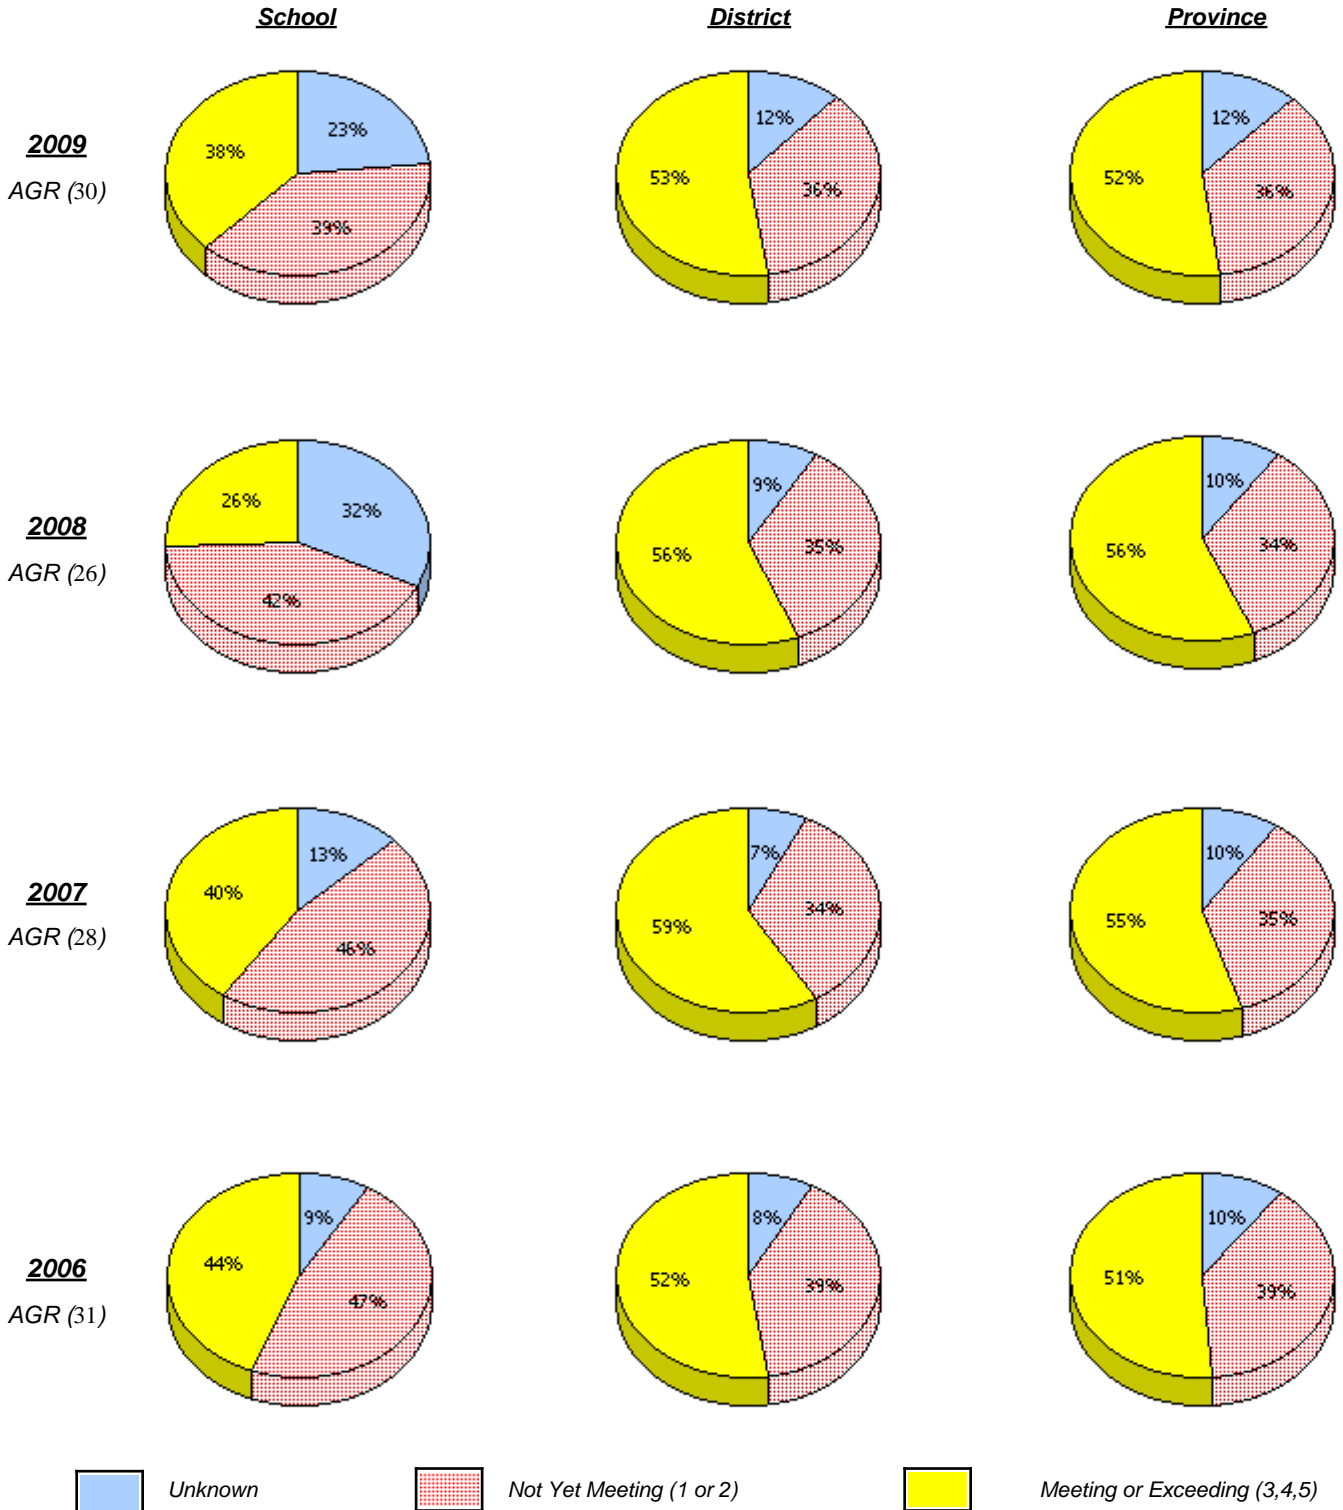 School District Province
2009
AGR (30)
38% 23% 39%
53% 12% 36%
52% 12% 36%
2008
AGR (26)
26% 32% 42%
56% 9% 35%
56% 10% 34%
2007
AGR (28)
40% 13% 46%
59% 7% 34%
55% 10% 35%
2006
AGR (31)
44% 9% 47%
52% 8% 39%
51% 10% 39%
Unknown Not Yet Meeting (1 or 2) Meeting or Exceeding (3,4,5)